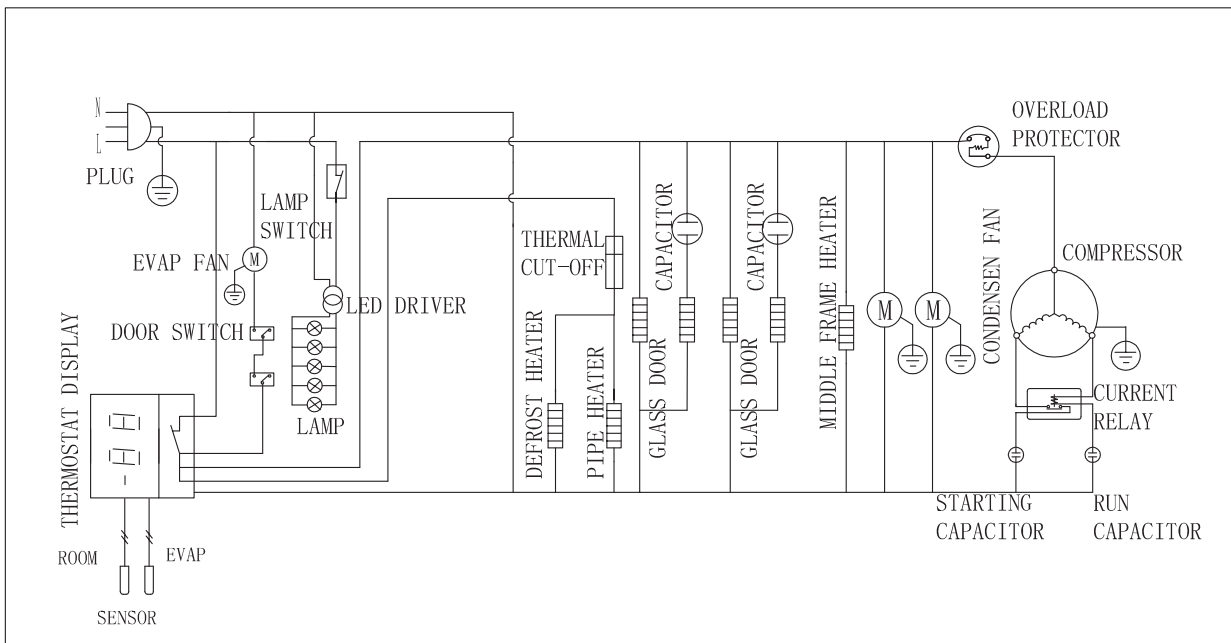 N
L
PLUG
LAMP
SWITCH
EVAP FAN
M
DOOR SWITCH
LED DRIVER
LAMP
THERMOSTAT DISPLAY
ROOM
EVAP
SENSOR
THERMAL
CUT-OFF
DEFROST HEATER
PIPE HEATER
GLASS DOOR
CAPACITOR
GLASS DOOR
CAPACITOR
MIDDLE FRAME HEATER
M
M
CONDENSEN FAN
OVERLOAD
PROTECTOR
COMPRESSOR
CURRENT
RELAY
STARTING
CAPACITOR
RUN
CAPACITOR